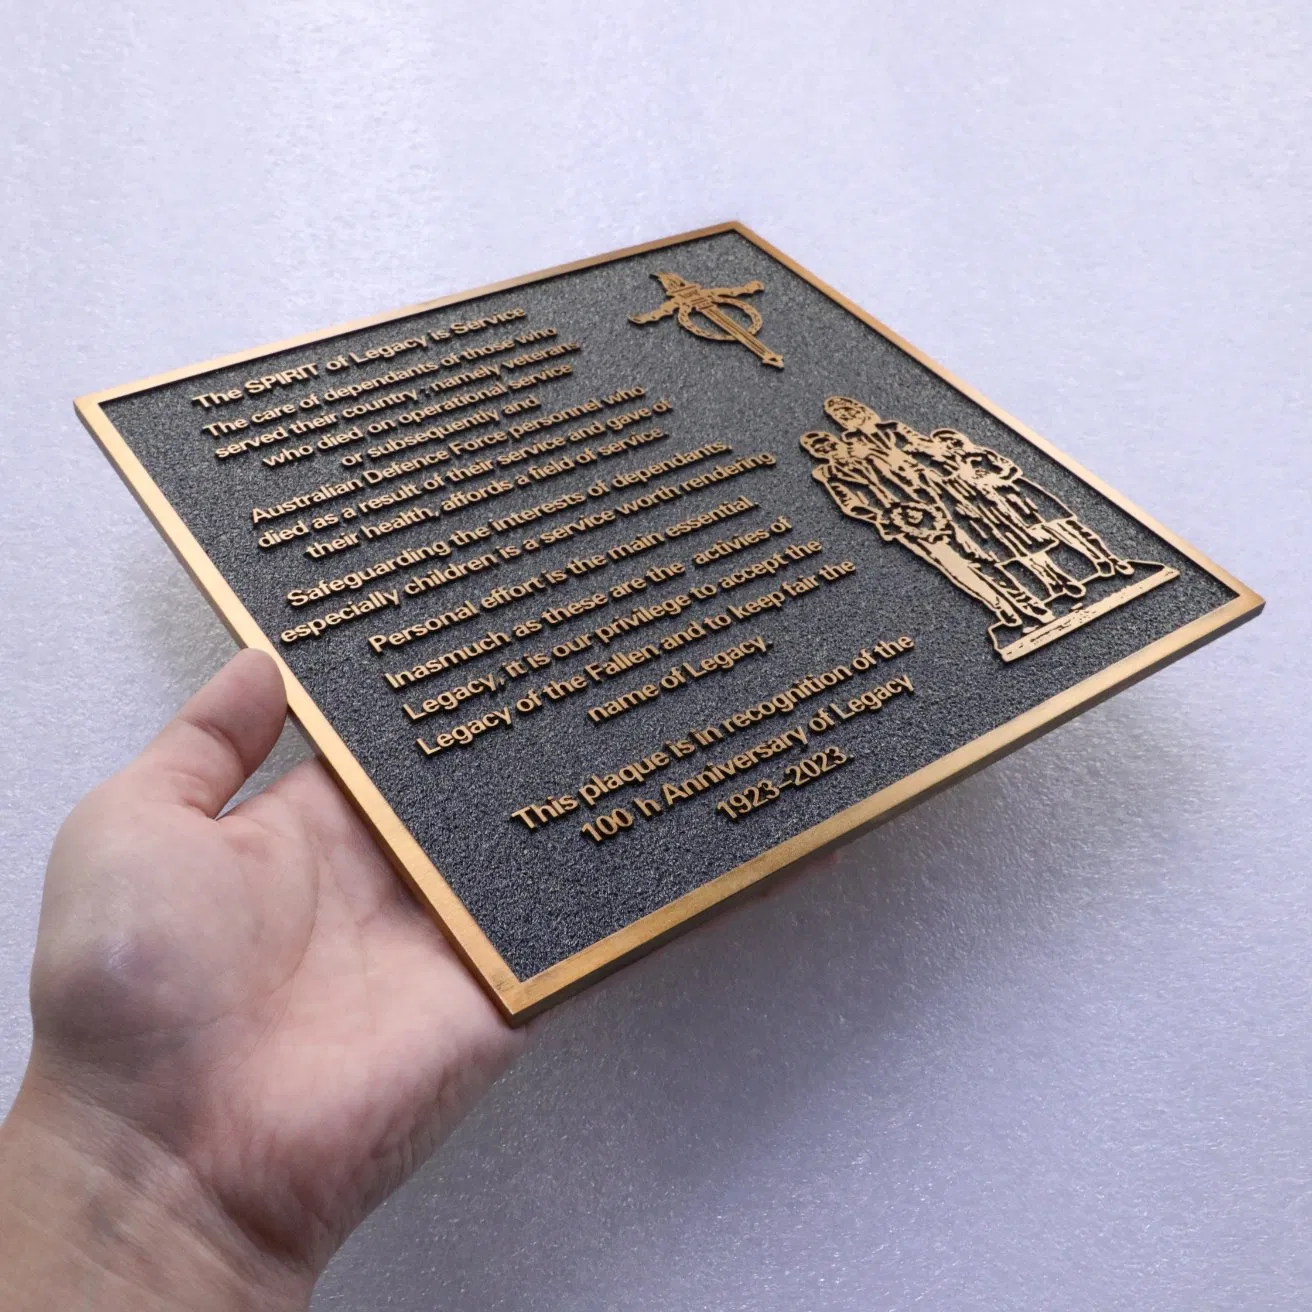 The SPIRIT of Legacy is Service
The care of dependants of those who
served their country ; namely veterans
who died on operational service
or subsequently and
Australian Defence Force personnel who
died as a result of their service and gave of
their health, affords a field of service.
Safeguarding the interests of dependants,
especially children is a service worth rendering
Personal effort is the main essential.
Inasmuch as these are the activies of
Legacy, it is our privilege to accept the
Legacy of the Fallen and to keep fair the
name of Legacy.
This plaque is in recognition of the
100 h Anniversary of Legacy
1923-2023.